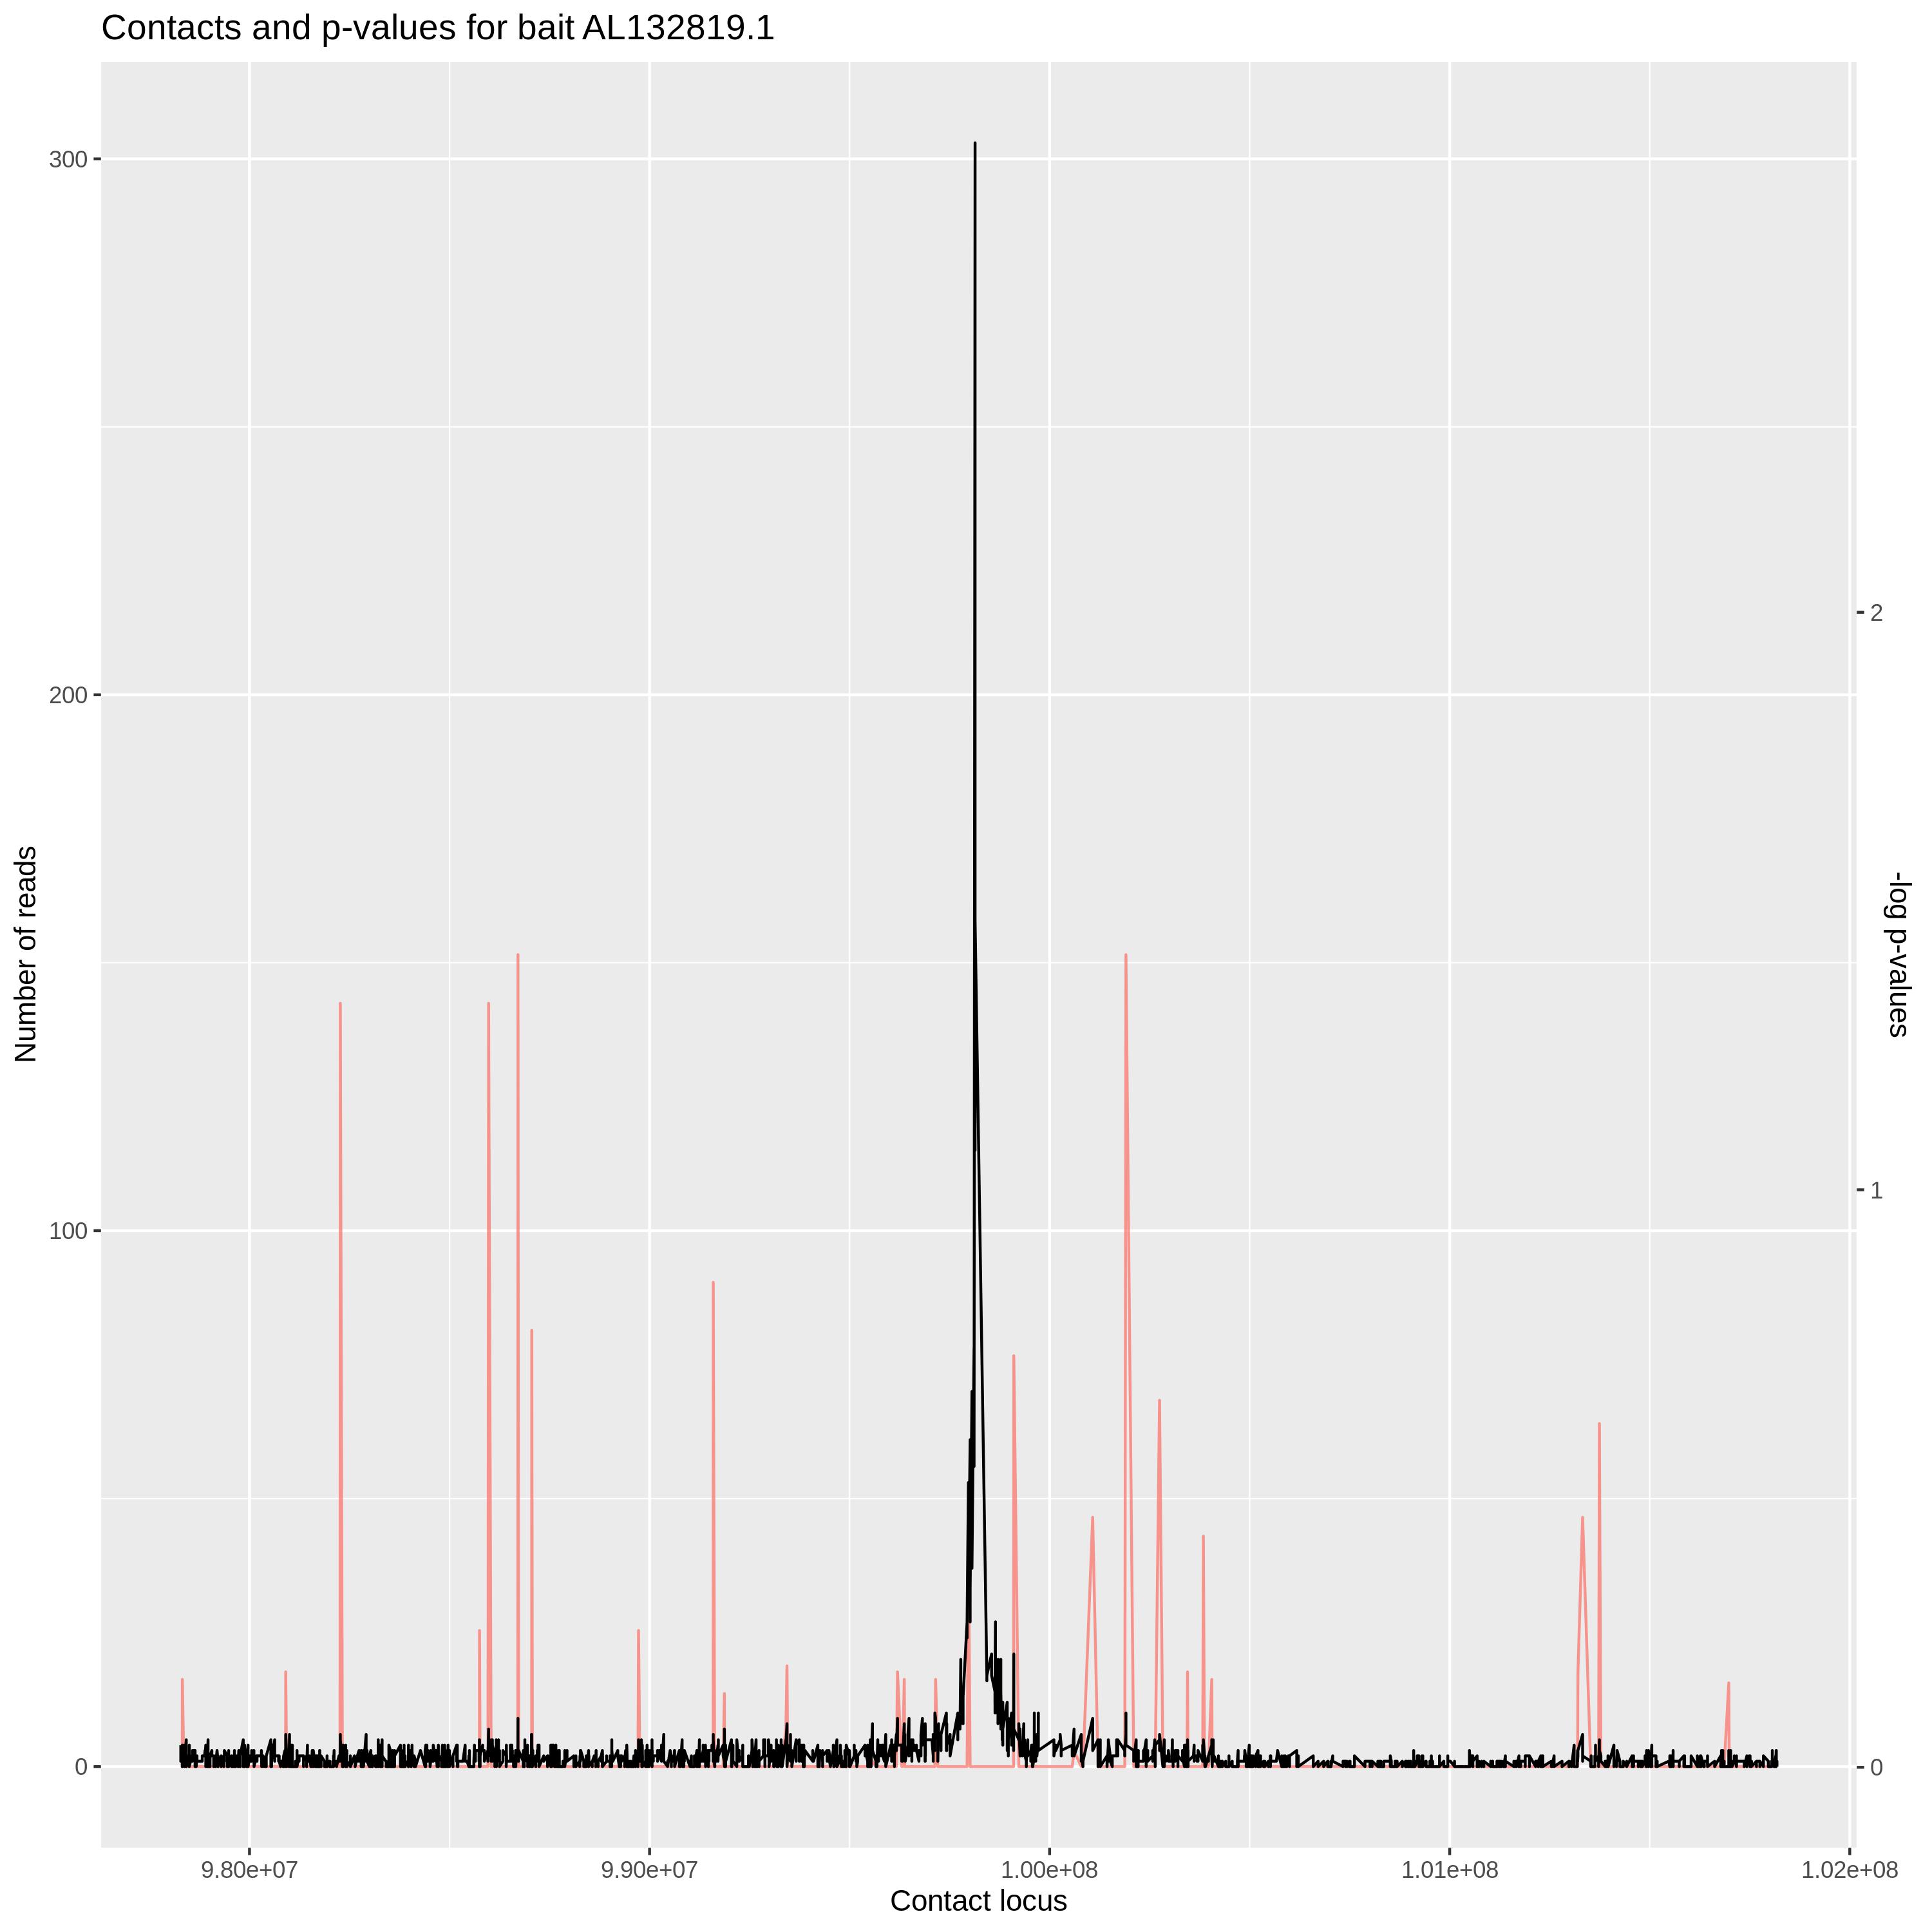 Contacts and p-values for bait AL132819.1
300
200
100
0
Number of reads
2
1
0
-log p-values
9.80e+07 9.90e+07 1.00e+08 1.01e+08 1.02e+08
Contact locus